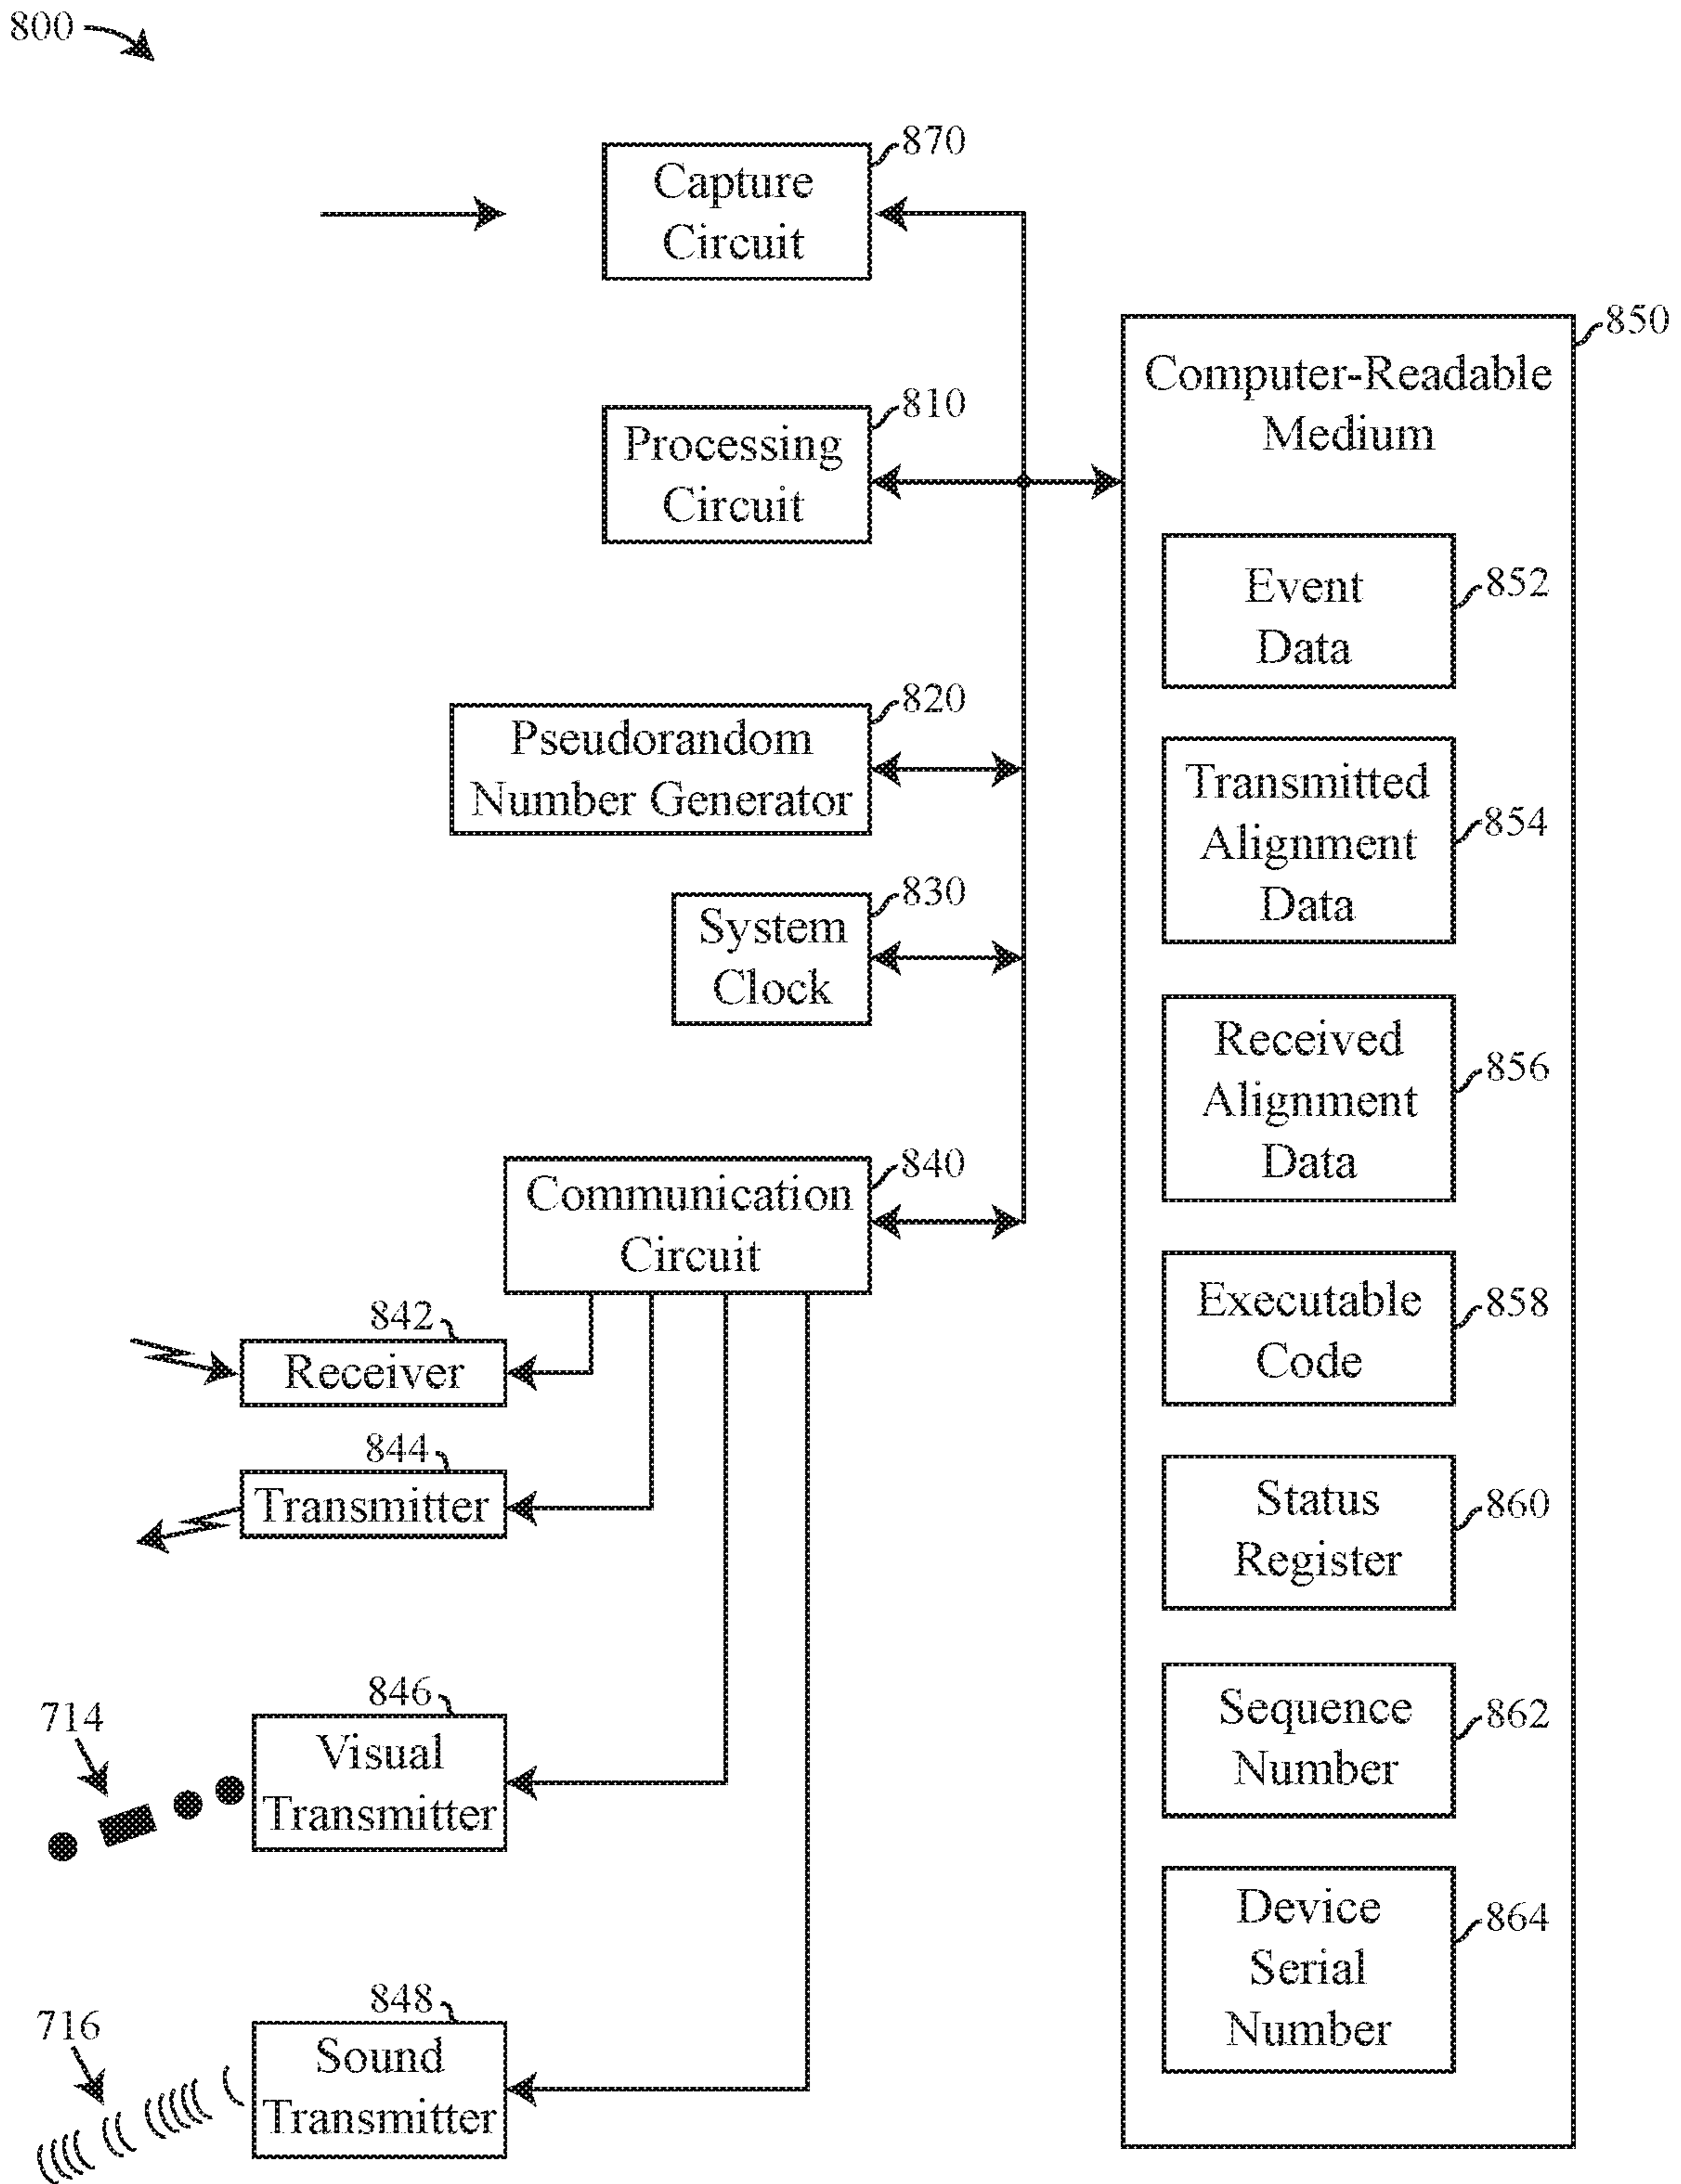 800
870
Capture
Circuit
850
Computer-Readable
Medium
810
Processing
Circuit
Event
Data
852
820
Pseudorandom
Number Generator
Transmitted
Alignment
Data
854
830
System
Clock
Received
Alignment
Data
856
840
Communication
Circuit
Executable
Code
858
842
Receiver
844
Transmitter
Status
Register
860
846
714
Visual
Transmitter
Sequence
Number
862
848
716
Sound
Transmitter
Device
Serial
Number
864